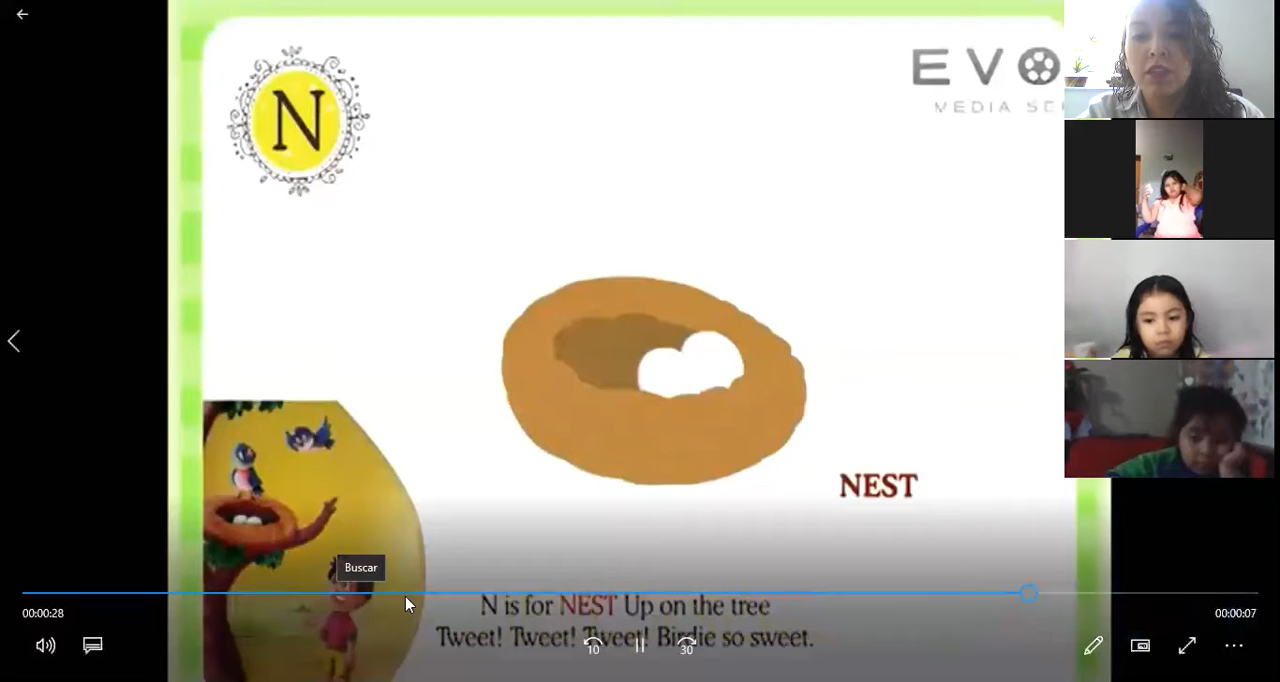 N
EVO
MEDIA SE
NEST
Buscar
N is for NEST Up on the tree
00:00:28
00:00:07
Tweet! Tweet! Tweet! Birdie so sweet.
10
30